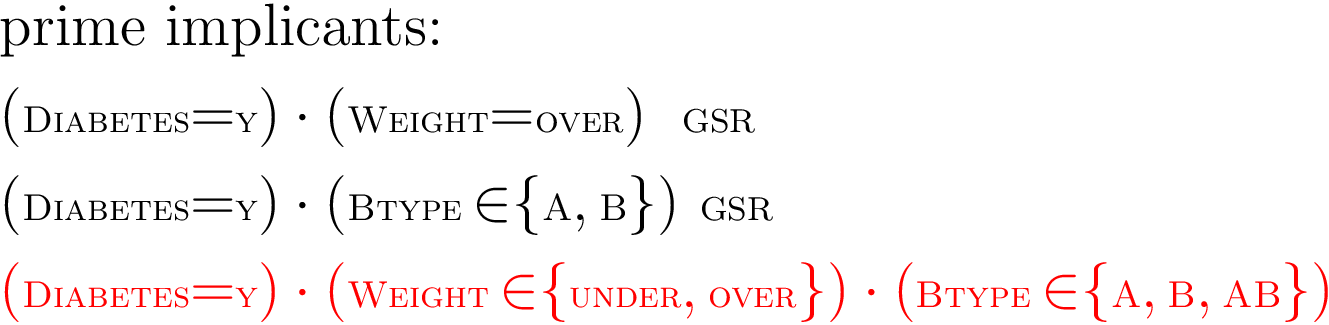 prime implicants:
(Diabetes=y) · (Weight=over) gsr
(Diabetes=y) · (Btype ∈{A, B}) gsr
(Diabetes=y) · (Weight ∈{under, over}) · (Btype ∈{A, B, AB})